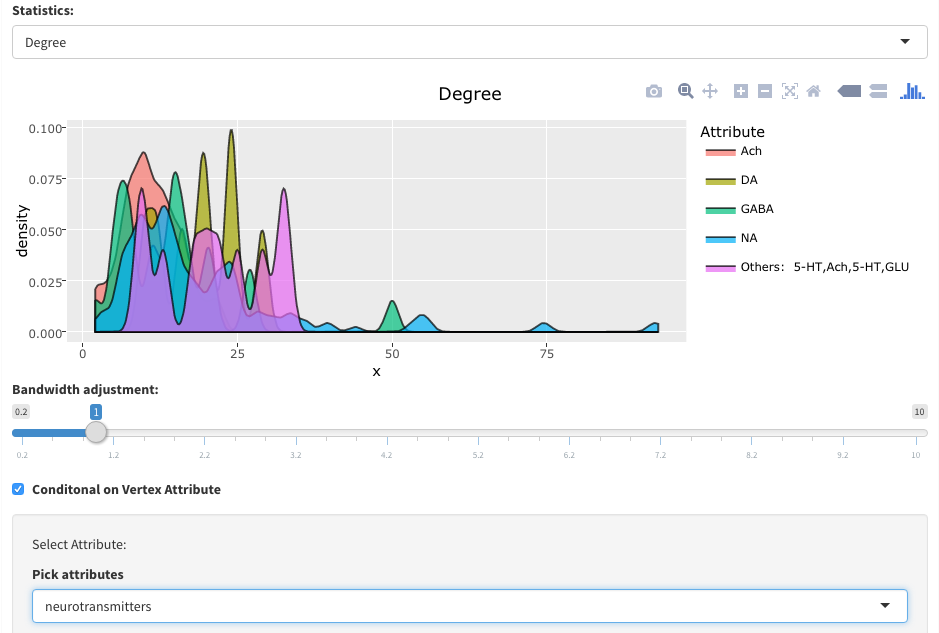 Statistics:
Degree
Degree
Attribute
Ach
DA
GABA
NA
Others: 5-HT,Ach,5-HT,GLU
density
0.100
0.075
0.050
0.025
0.000
0 25 50 75
x
Bandwidth adjustment:
0.2 1 10
0.2 1.2 2.2 3.2 4.2 5.2 6.2 7.2 8.2 9.2 10
Conditonal on Vertex Attribute
Select Attribute:
Pick attributes
neurotransmitters